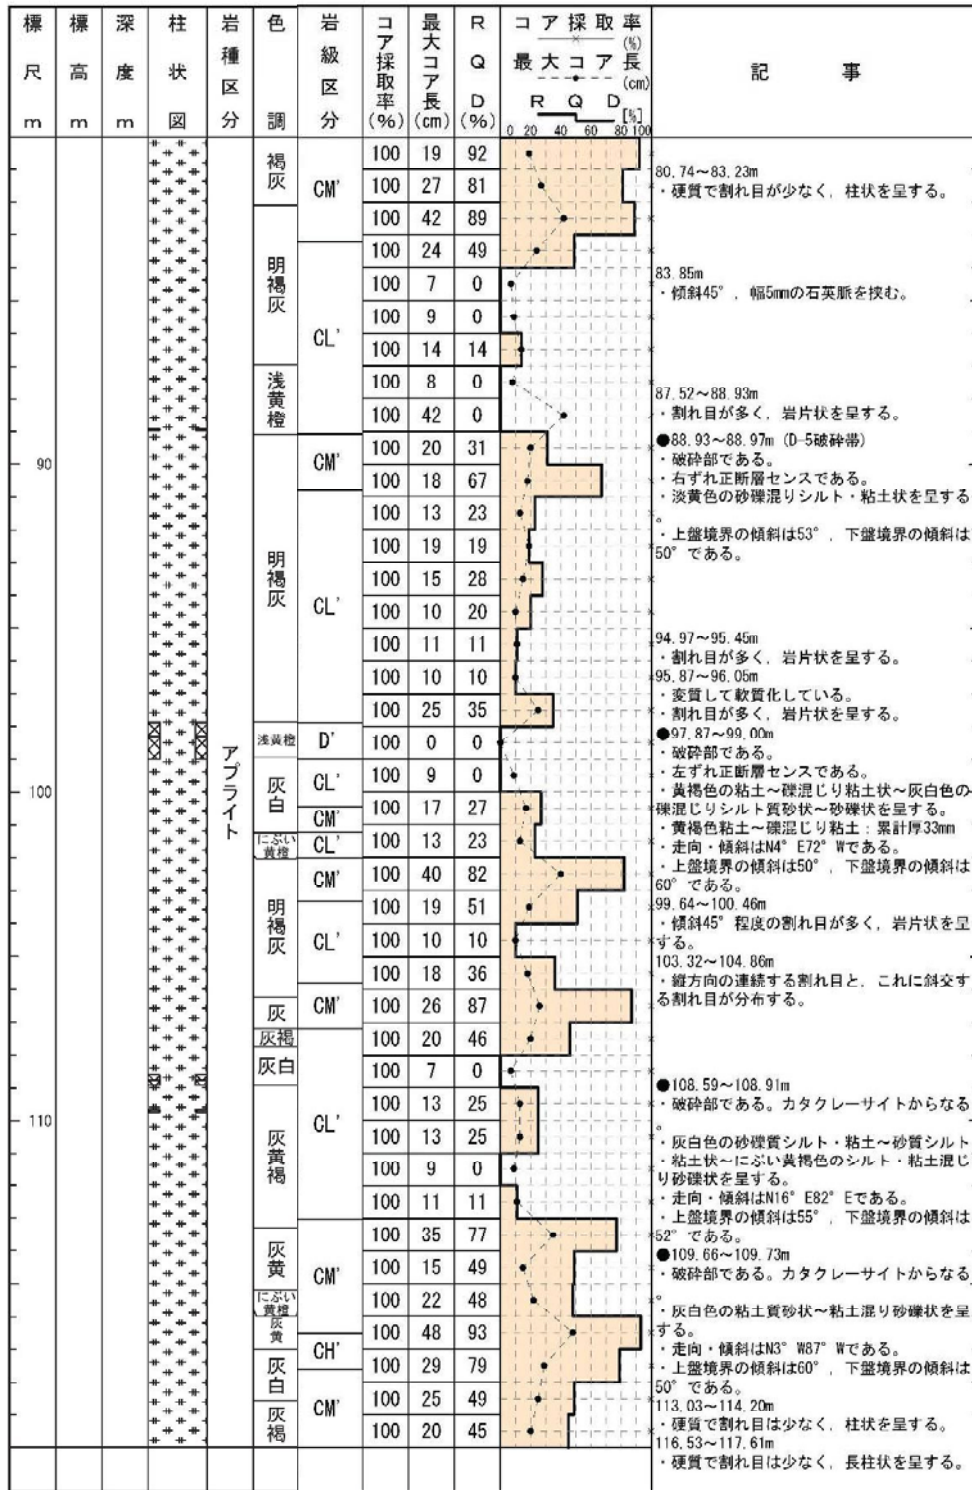 標尺m
標高m
深度m
柱状図
岩種区分
色調
岩級区分
コア採取率(%)
最大コア長(cm)
RQD(%)
コア採取率(%)
最大コア長(cm)
RQD[%]
0 20 40 60 80 100
記事
90
100
110
アプライト
褐灰
明褐灰
浅黄橙
明褐灰
浅黄橙
灰白
にぶい黄橙
明褐灰
灰
灰褐
灰白
灰黄褐
灰黄
にぶい黄橙
灰黄
灰白
灰褐
CM'
CL'
CM'
CL'
D'
CL'
CM'
CL'
CM'
CL'
CM'
CL'
CM'
CH'
CM'
100 19 92
100 27 81
100 42 89
100 24 49
100 7 0
100 9 0
100 14 14
100 8 0
100 42 0
100 20 31
100 18 67
100 13 23
100 19 19
100 15 28
100 10 20
100 11 11
100 10 10
100 25 35
100 0 0
100 9 0
100 17 27
100 13 23
100 40 82
100 19 51
100 10 10
100 18 36
100 26 87
100 20 46
100 7 0
100 13 25
100 13 25
100 9 0
100 11 11
100 35 77
100 15 49
100 22 48
100 48 93
100 29 79
100 25 49
100 20 45
80.74～83.23m
・硬質で割れ目が少なく，柱状を呈する。
83.85m
・傾斜45°，幅5mmの石英脈を挟む。
87.52～88.93m
・割れ目が多く，岩片状を呈する。
●88.93～88.97m (D-5破砕帯)
・破砕部である。
・右ずれ正断層センスである。
・淡黄色の砂礫混りシルト・粘土状を呈する
。
・上盤境界の傾斜は53°，下盤境界の傾斜は
50°である。
94.97～95.45m
・割れ目が多く，岩片状を呈する。
95.87～96.05m
・変質して軟質化している。
・割れ目が多く，岩片状を呈する。
●97.87～99.00m
・破砕部である。
・左ずれ正断層センスである。
・黄褐色の粘土～礫混じり粘土状～灰白色の
礫混じりシルト質砂状～砂礫状を呈する。
・黄褐色粘土～礫混じり粘土：累計厚33mm
・走向・傾斜はN4°E72°Wである。
・上盤境界の傾斜は50°，下盤境界の傾斜は
60°である。
99.64～100.46m
・傾斜45°程度の割れ目が多く，岩片状を呈
する。
103.32～104.86m
・縦方向の連続する割れ目と，これに斜交す
る割れ目が分布する。
●108.59～108.91m
・破砕部である。カタクレーサイトからなる
。
・灰白色の砂礫質シルト・粘土～砂質シルト
・粘土状～にぶい黄褐色のシルト・粘土混じ
り砂礫状を呈する。
・走向・傾斜はN16°E82°Eである。
・上盤境界の傾斜は55°，下盤境界の傾斜は
52°である。
●109.66～109.73m
・破砕部である。カタクレーサイトからなる
。
・灰白色の粘土質砂状～粘土混り砂礫状を呈
する。
・走向・傾斜はN3°W87°Wである。
・上盤境界の傾斜は60°，下盤境界の傾斜は
50°である。
113.03～114.20m
・硬質で割れ目は少なく，柱状を呈する。
116.53～117.61m
・硬質で割れ目は少なく，長柱状を呈する。